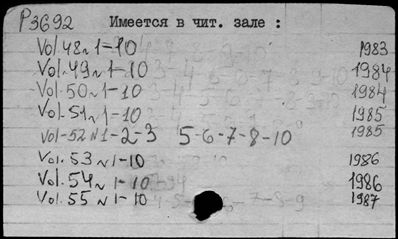 P3692 Имеется в чит. зале :
Vol. 48 № 1-10 1983
Vol. 49 № 1-10 1984
Vol. 50 № 1-10 1984
Vol. 51 № 1-10 1985
Vol-52 № 1-2-3 5-6-7-8-10 1985
Vol. 53 № 1-10 1986
Vol. 54 № 1-10 1986
Vol. 55 № 1-10 1987